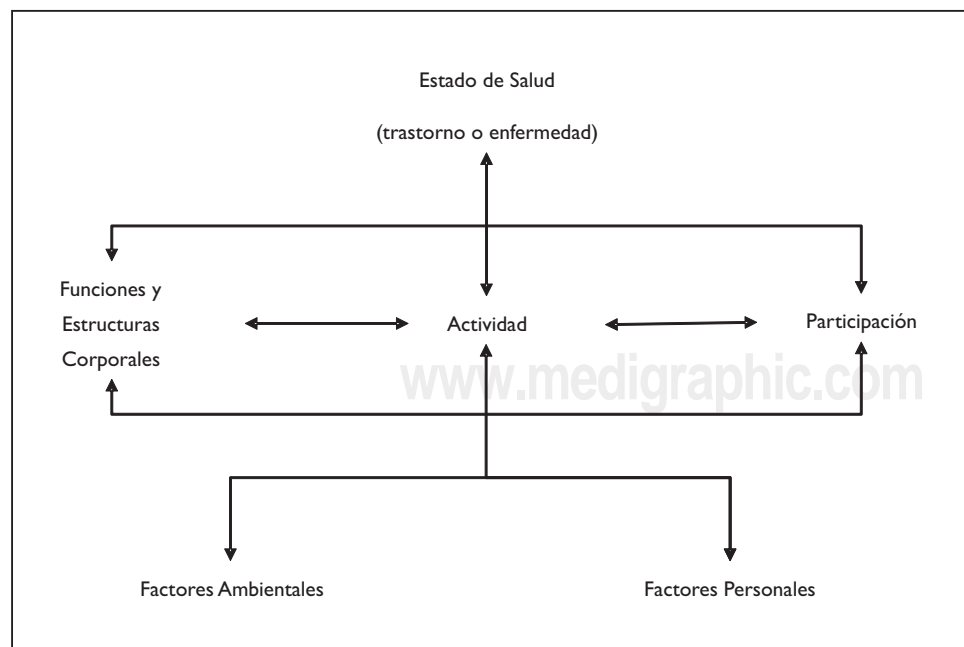 Estado de Salud
(trastorno o enfermedad)
Funciones y
Estructuras
Corporales
Actividad
Participación
www.medigraphic.com
Factores Ambientales
Factores Personales